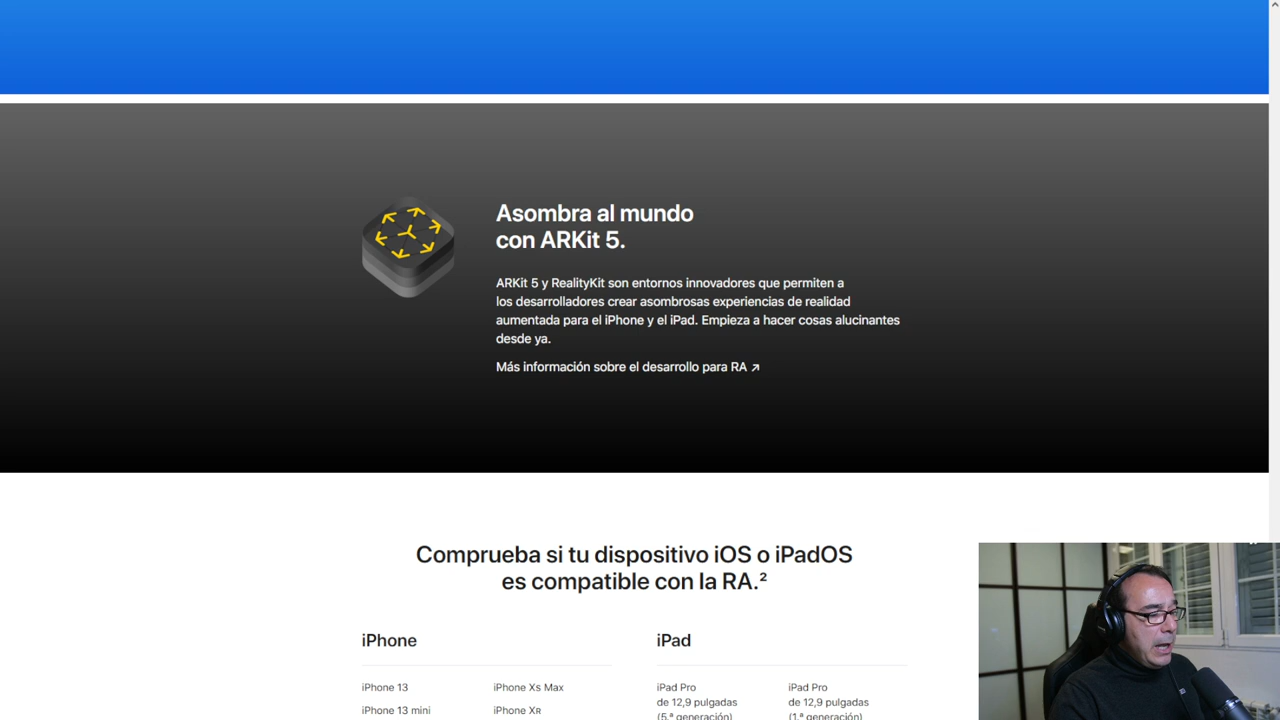 Asombra al mundo
con ARKit 5.
ARKit 5 y RealityKit son entornos innovadores que permiten a
los desarrolladores crear asombrosas experiencias de realidad
aumentada para el iPhone y el iPad. Empieza a hacer cosas alucinantes
desde ya.
Más información sobre el desarrollo para RA ↗
Comprueba si tu dispositivo iOS o iPadOS
es compatible con la RA.²
iPhone
iPhone 13
iPhone 13 mini
iPhone Xs Max
iPhone XR
iPad
iPad Pro
de 12,9 pulgadas
(5.ª generación)
iPad Pro
de 12,9 pulgadas
(1.ª generación)